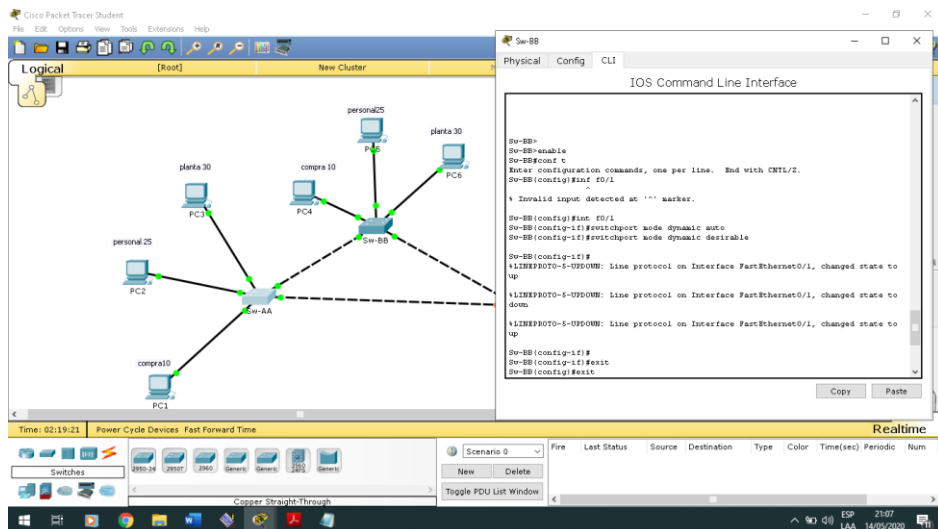 Cisco Packet Tracer Student
File Edit Options View Tools Extensions Help
Logical [Root] New Cluster
personal25
PC5
planta 30
PC6
planta 30
PC3
compra 10
PC4
Sw-BB
personal 25
PC2
Sw-AA
compra10
PC1
Sw-BB
Physical Config CLI
IOS Command Line Interface
Sw-BB>
Sw-BB>enable
Sw-BB#conf t
Enter configuration commands, one per line. End with CNTL/Z.
Sw-BB(config)#inf f0/1
^
% Invalid input detected at '^' marker.
Sw-BB(config)#int f0/1
Sw-BB(config-if)#switchport mode dynamic auto
Sw-BB(config-if)#switchport mode dynamic desirable
Sw-BB(config-if)#
%LINEPROTO-5-UPDOWN: Line protocol on Interface FastEthernet0/1, changed state to
up
%LINEPROTO-5-UPDOWN: Line protocol on Interface FastEthernet0/1, changed state to
down
%LINEPROTO-5-UPDOWN: Line protocol on Interface FastEthernet0/1, changed state to
up
Sw-BB(config-if)#
Sw-BB(config-if)#exit
Sw-BB(config)#exit
Copy Paste
Time: 02:19:21 Power Cycle Devices Fast Forward Time Realtime
Switches
2950-24 2950T 2960 Generic Generic Generic
Copper Straight-Through
Scenario 0
New Delete
Toggle PDU List Window
Fire Last Status Source Destination Type Color Time(sec) Periodic Num
ESP 21:07
LAA 14/05/2020